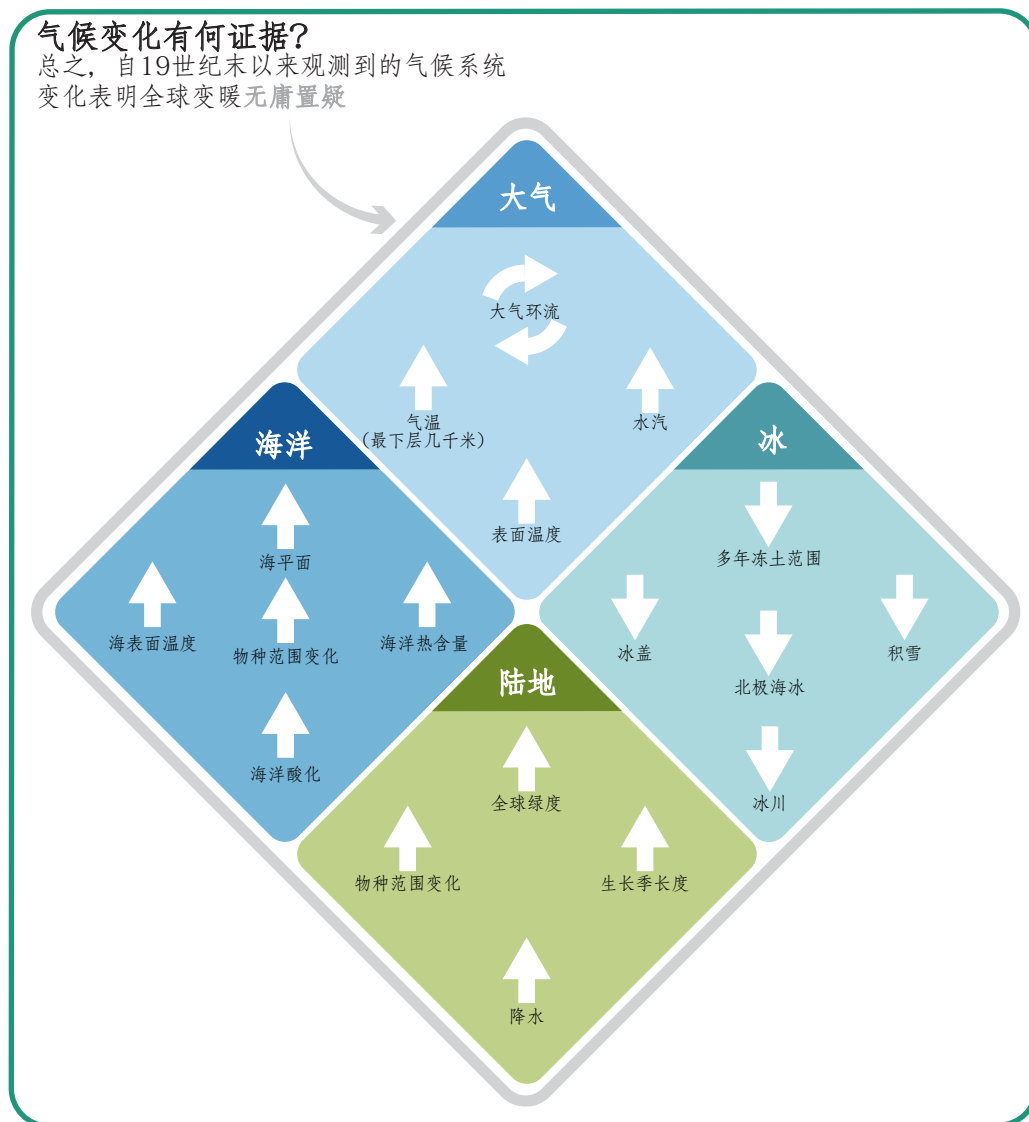 气候变化有何证据?
总之，自19世纪末以来观测到的气候系统
变化表明全球变暖无庸置疑
大气
大气环流
气温
(最下层几千米)
水汽
表面温度
海洋
海平面
海表面温度
物种范围变化
海洋热含量
海洋酸化
冰
多年冻土范围
冰盖
积雪
北极海冰
冰川
陆地
全球绿度
物种范围变化
生长季长度
降水